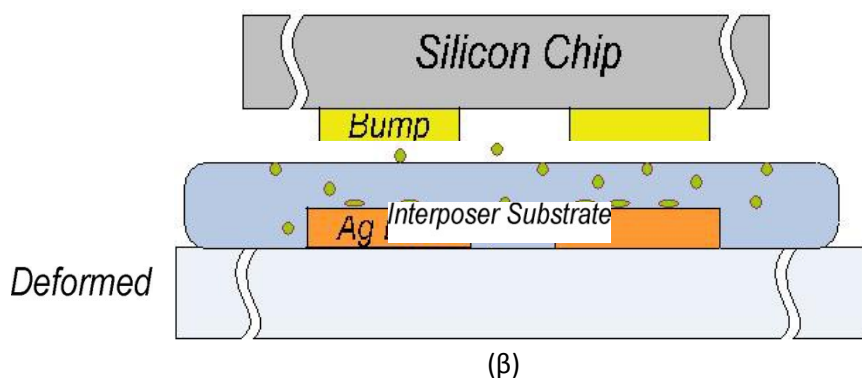 Silicon Chip
Bump
Interposer Substrate
Ag
Deformed
(β)